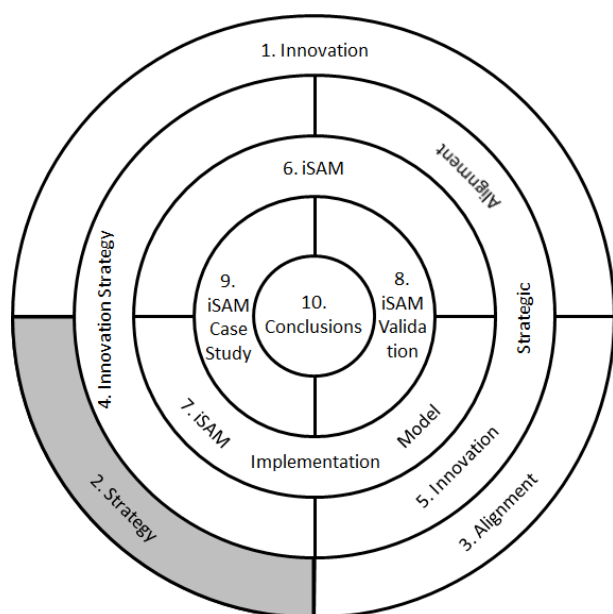 1. Innovation
Alignment
6. iSAM
4. Innovation Strategy
9.
iSAM
Case
Study
10.
Conclusions
8.
iSAM
Valida
tion
Strategic
7. iSAM
Implementation
Model
5. Innovation
2. Strategy
3. Alignment